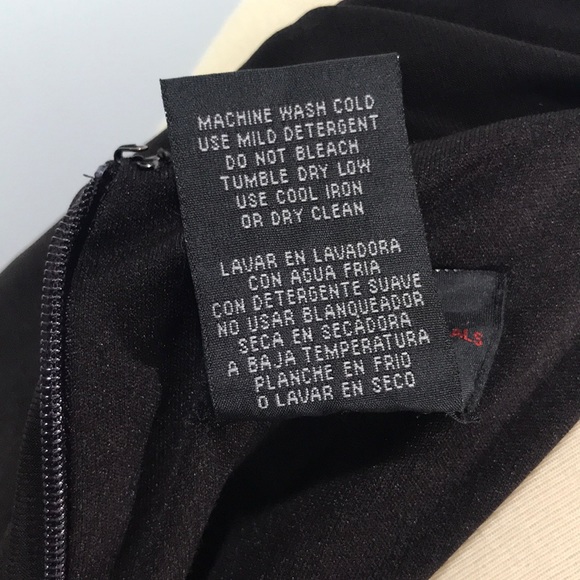 MACHINE WASH COLD
USE MILD DETERGENT
DO NOT BLEACH
TUMBLE DRY LOW
USE COOL IRON
OR DRY CLEAN
LAVAR EN LAVADORA
CON AGUA FRIA
CON DETERGENTE SUAVE
NO USAR BLANQUEADOR
SECA EN SECADORA
A BAJA TEMPERATURA
PLANCHE EN FRIO
O LAVAR EN SECO